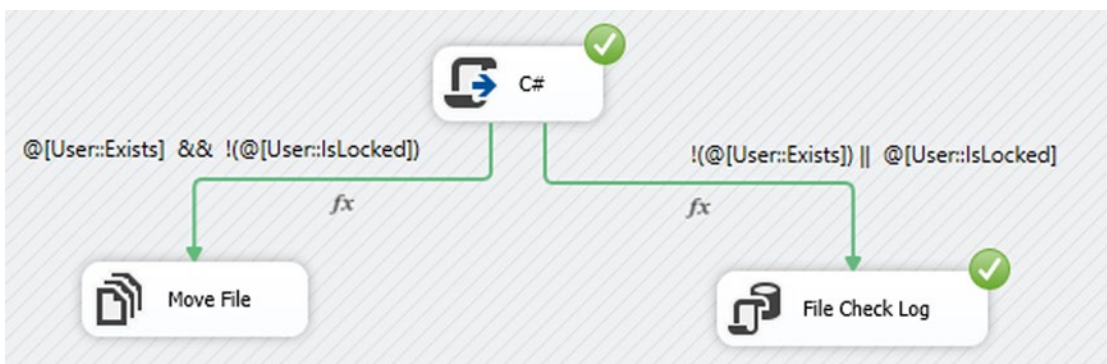 C#
@[User::Exists] && !(@[User::IsLocked])
!(@[User::Exists]) || @[User::IsLocked]
fx
fx
Move File
File Check Log